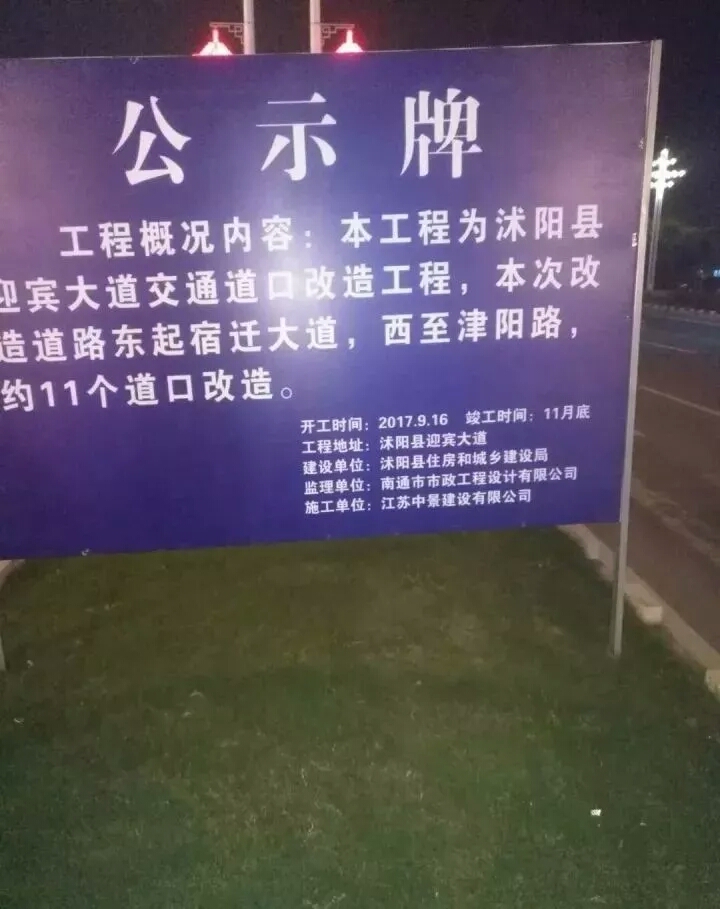 公示牌
工程概况内容：本工程为沭阳县
迎宾大道交通道口改造工程，本次改
造道路东起宿迁大道，西至津阳路，
约11个道口改造。
开工时间：2017.9.16 竣工时间：11月底
工程地址：沭阳县迎宾大道
建设单位：沭阳县住房和城乡建设局
监理单位：南通市市政工程设计有限公司
施工单位：江苏中景建设有限公司